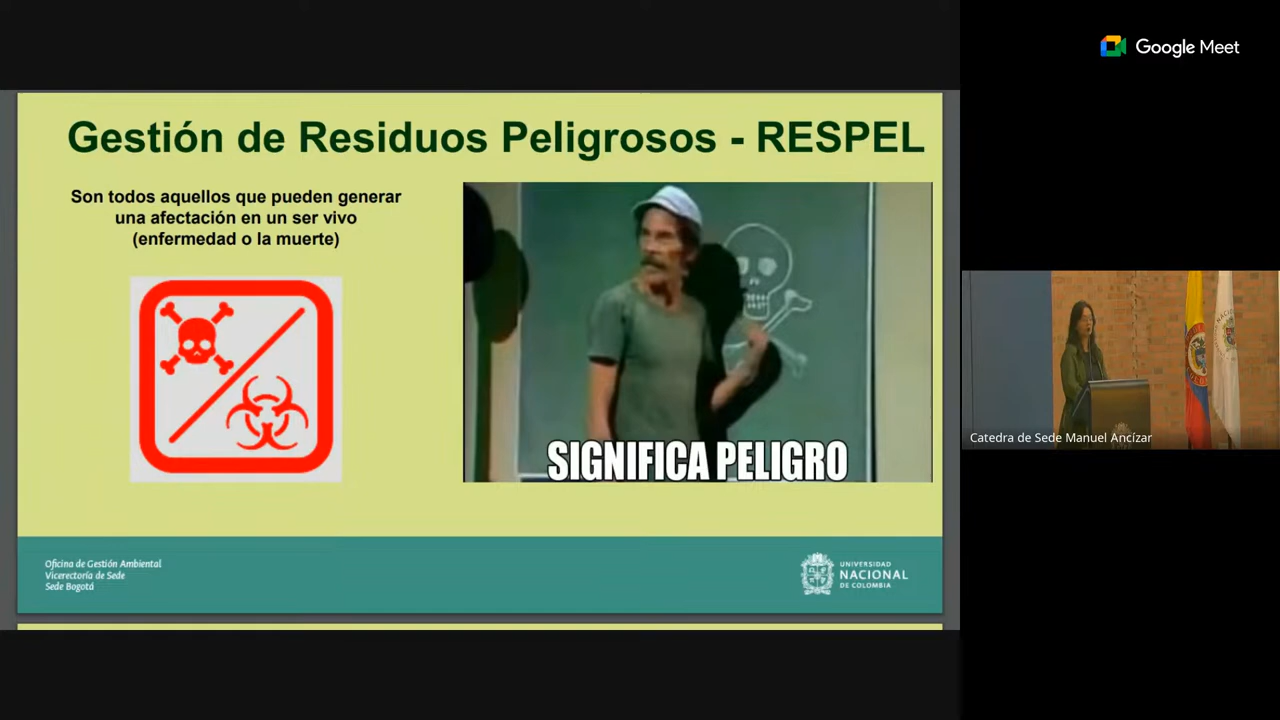 Google Meet
Gestión de Residuos Peligrosos - RESPEL
Son todos aquellos que pueden generar
una afectación en un ser vivo
(enfermedad o la muerte)
SIGNIFICA PELIGRO
Catedra de Sede Manuel Ancízar
Oficina de Gestión Ambiental
Vicerectoría de Sede
Sede Bogotá
UNIVERSIDAD
NACIONAL
DE COLOMBIA